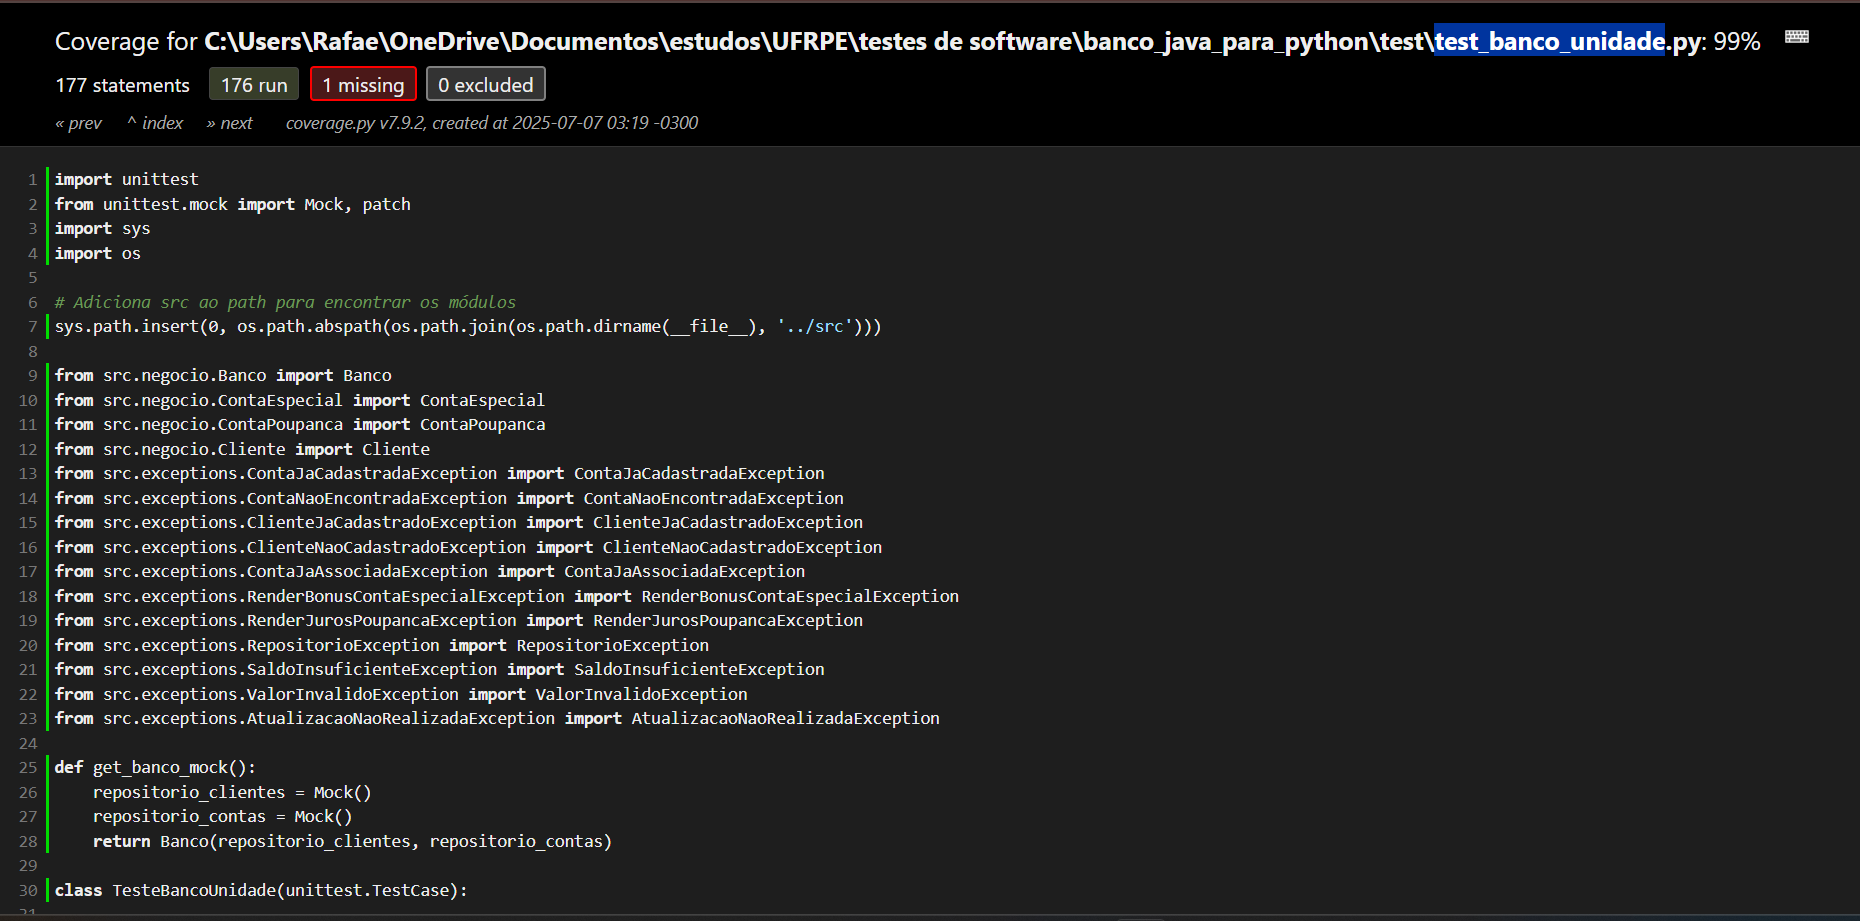 Coverage for C:\Users\Rafae\OneDrive\Documentos\estudos\UFRPE\testes de software\banco_java_para_python\test\test_banco_unidade.py: 99%
177 statements 176 run 1 missing 0 excluded
« prev ^ index » next coverage.py v7.9.2, created at 2025-07-07 03:19 -0300
1 import unittest
2 from unittest.mock import Mock, patch
3 import sys
4 import os
5
6 # Adiciona src ao path para encontrar os módulos
7 sys.path.insert(0, os.path.abspath(os.path.join(os.path.dirname(__file__), '../src')))
8
9 from src.negocio.Banco import Banco
10 from src.negocio.ContaEspecial import ContaEspecial
11 from src.negocio.ContaPoupanca import ContaPoupanca
12 from src.negocio.Cliente import Cliente
13 from src.exceptions.ContaJaCadastradaException import ContaJaCadastradaException
14 from src.exceptions.ContaNaoEncontradaException import ContaNaoEncontradaException
15 from src.exceptions.ClienteJaCadastradoException import ClienteJaCadastradoException
16 from src.exceptions.ClienteNaoCadastradoException import ClienteNaoCadastradoException
17 from src.exceptions.ContaJaAssociadaException import ContaJaAssociadaException
18 from src.exceptions.RenderBonusContaEspecialException import RenderBonusContaEspecialException
19 from src.exceptions.RenderJurosPoupancaException import RenderJurosPoupancaException
20 from src.exceptions.RepositorioException import RepositorioException
21 from src.exceptions.SaldoInsuficienteException import SaldoInsuficienteException
22 from src.exceptions.ValorInvalidoException import ValorInvalidoException
23 from src.exceptions.AtualizacaoNaoRealizadaException import AtualizacaoNaoRealizadaException
24
25 def get_banco_mock():
26     repositorio_clientes = Mock()
27     repositorio_contas = Mock()
28     return Banco(repositorio_clientes, repositorio_contas)
29
30 class TesteBancoUnidade(unittest.TestCase):
31